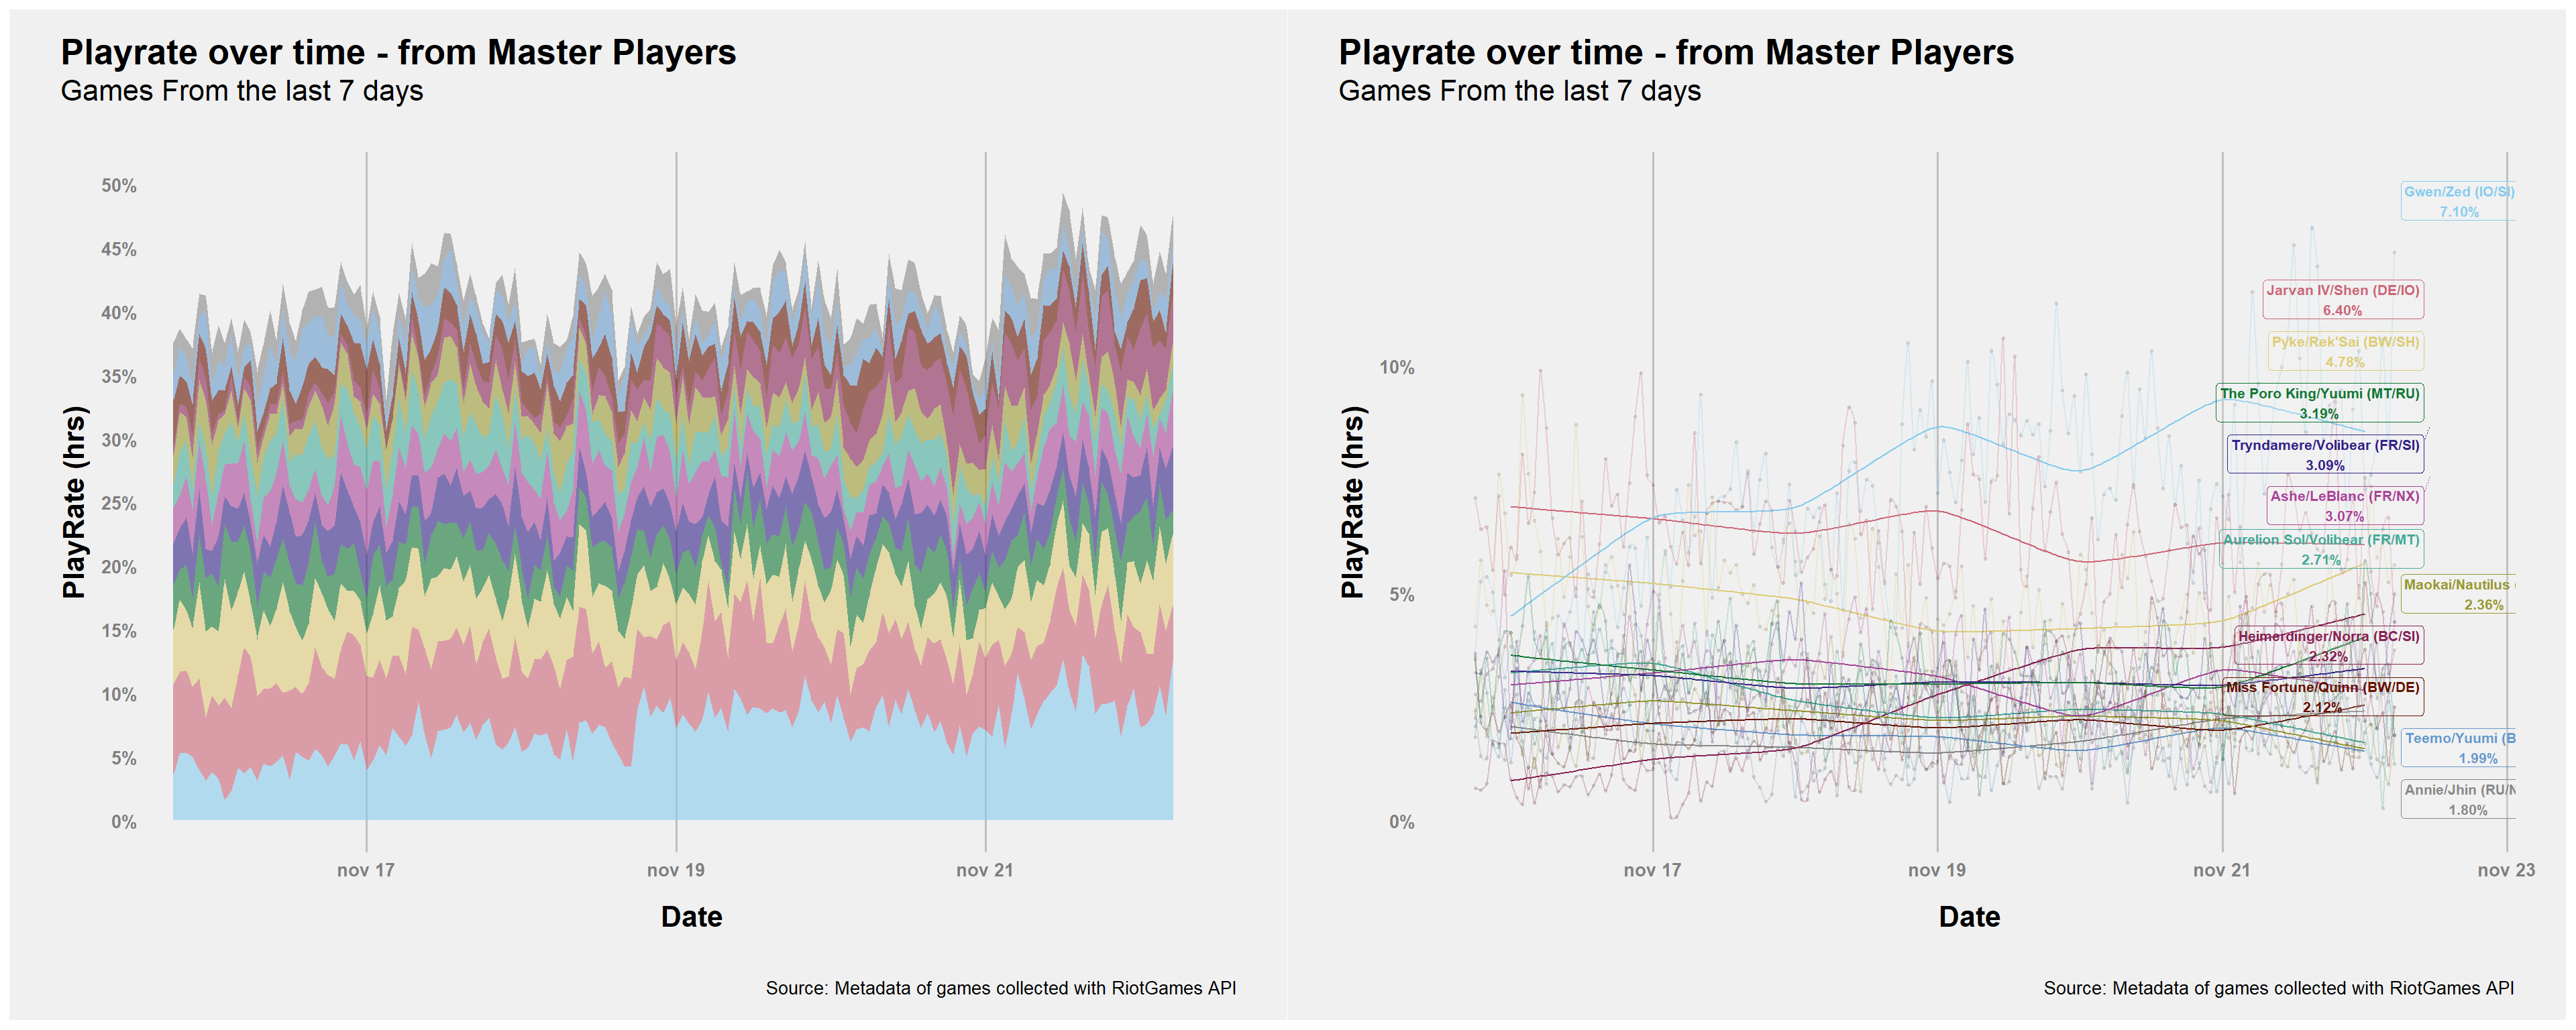 Playrate over time - from Master Players
Games From the last 7 days
50%
45%
40%
35%
30%
25%
20%
15%
10%
5%
0%
PlayRate (hrs)
nov 17
nov 19
nov 21
Date
Source: Metadata of games collected with RiotGames API
Playrate over time - from Master Players
Games From the last 7 days
10%
5%
0%
PlayRate (hrs)
Gwen/Zed (IO/SI)
7.10%
Jarvan IV/Shen (DE/IO)
6.40%
Pyke/Rek'Sai (BW/SH)
4.78%
The Poro King/Yuumi (MT/RU)
3.19%
Tryndamere/Volibear (FR/SI)
3.09%
Ashe/LeBlanc (FR/NX)
3.07%
Aurelion Sol/Volibear (FR/MT)
2.71%
Maokai/Nautilus
2.36%
Heimerdinger/Norra (BC/SI)
2.32%
Miss Fortune/Quinn (BW/DE)
2.12%
Teemo/Yuumi (B
1.99%
Annie/Jhin (RU/N
1.80%
nov 17
nov 19
nov 21
nov 23
Date
Source: Metadata of games collected with RiotGames API